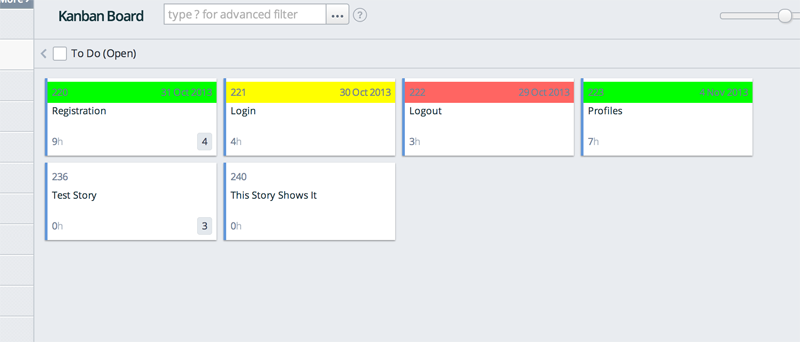 More >
Kanban Board
type ? for advanced filter
...
?
To Do (Open)
220 31 Oct 2013
Registration
9h 4
221 30 Oct 2013
Login
4h
222 29 Oct 2013
Logout
3h
223 4 Nov 2013
Profiles
7h
236
Test Story
0h 3
240
This Story Shows It
0h